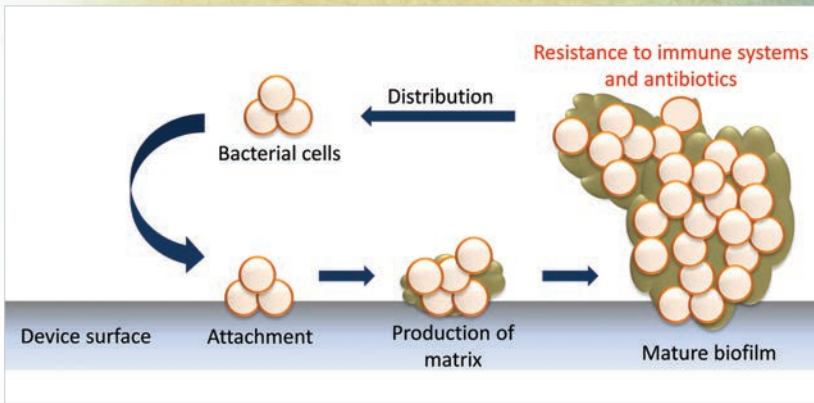 Resistance to immune systems
and antibiotics
Distribution
Bacterial cells
Device surface
Attachment
Production of
matrix
Mature biofilm